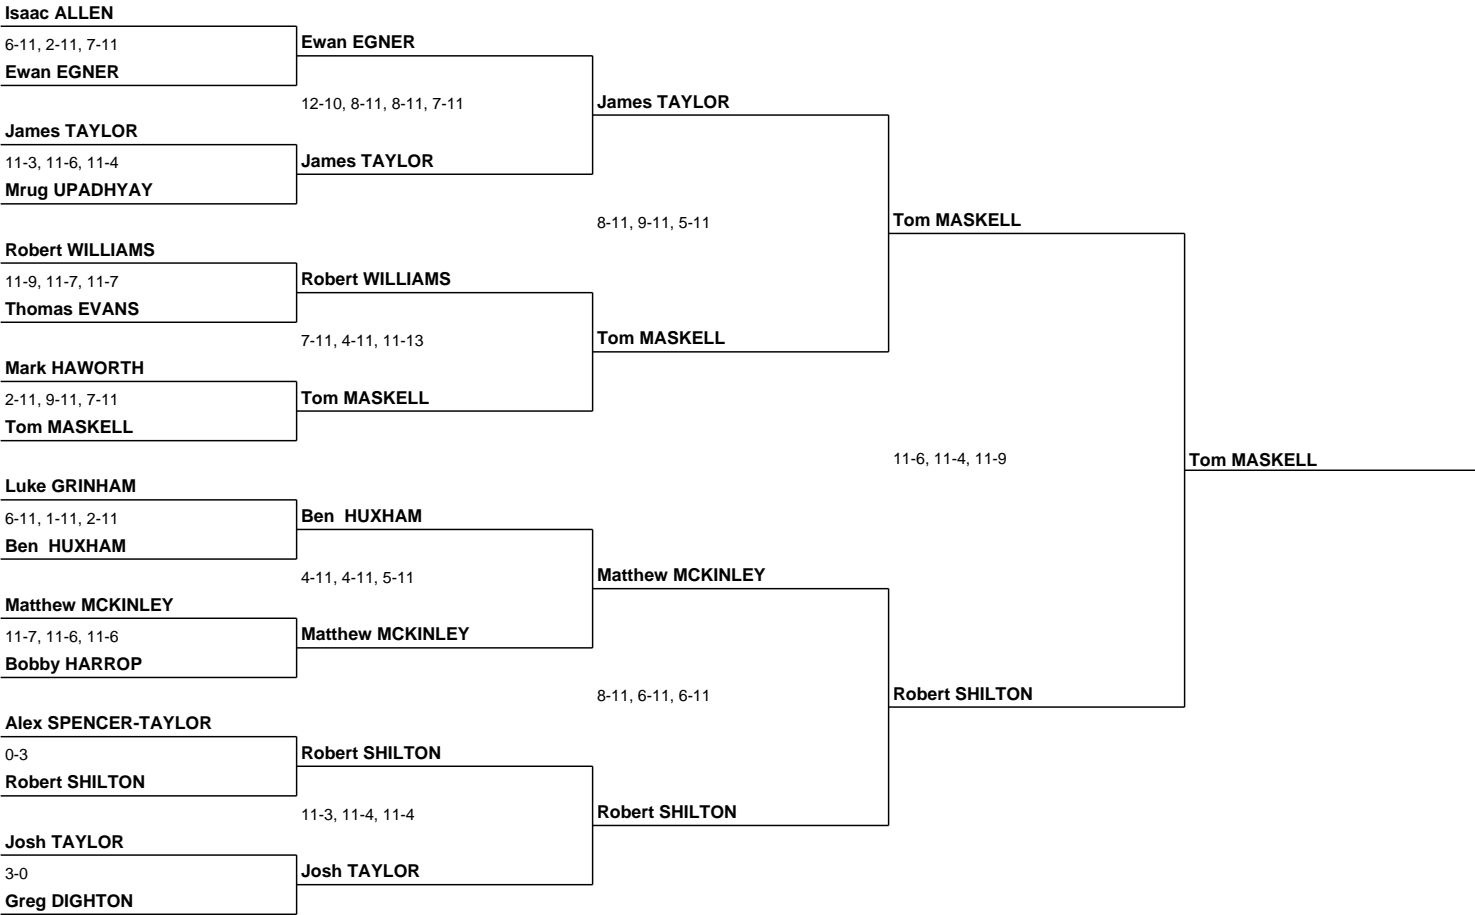 Isaac ALLEN
6-11, 2-11, 7-11
Ewan EGNER
James TAYLOR
11-3, 11-6, 11-4
Mrug UPADHYAY
Robert WILLIAMS
11-9, 11-7, 11-7
Thomas EVANS
Mark HAWORTH
2-11, 9-11, 7-11
Tom MASKELL
Luke GRINHAM
6-11, 1-11, 2-11
Ben  HUXHAM
Matthew MCKINLEY
11-7, 11-6, 11-6
Bobby HARROP
Alex SPENCER-TAYLOR
0-3
Robert SHILTON
Josh TAYLOR
3-0
Greg DIGHTON
Ewan EGNER
12-10, 8-11, 8-11, 7-11
James TAYLOR
Robert WILLIAMS
7-11, 4-11, 11-13
Tom MASKELL
Ben  HUXHAM
4-11, 4-11, 5-11
Matthew MCKINLEY
Robert SHILTON
11-3, 11-4, 11-4
Josh TAYLOR
James TAYLOR
8-11, 9-11, 5-11
Tom MASKELL
Matthew MCKINLEY
8-11, 6-11, 6-11
Robert SHILTON
Tom MASKELL
11-6, 11-4, 11-9
Robert SHILTON
Tom MASKELL